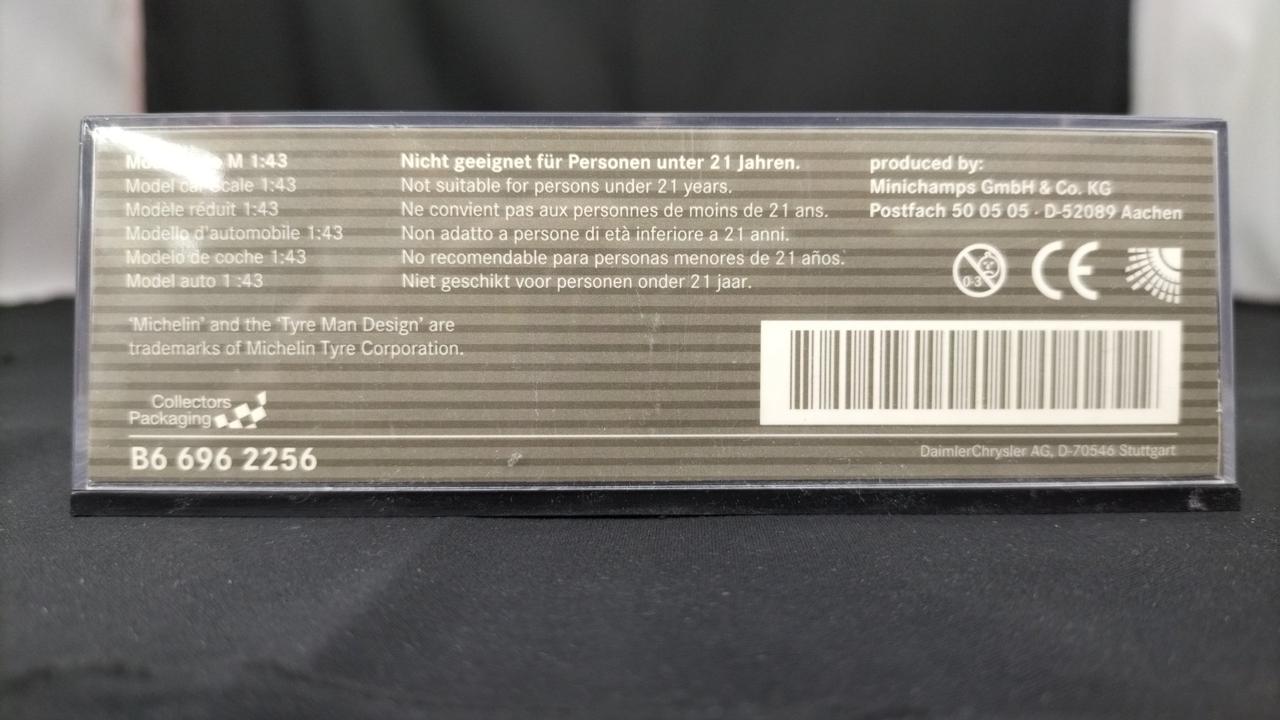 M 1:43
Model car Scale 1:43
Modèle réduit 1:43
Modello d'automobile 1:43
Modelo de coche 1:43
Model auto 1:43
Nicht geeignet für Personen unter 21 Jahren.
Not suitable for persons under 21 years.
Ne convient pas aux personnes de moins de 21 ans.
Non adatto a persone di età inferiore a 21 anni.
No recomendable para personas menores de 21 años.
Niet geschikt voor personen onder 21 jaar.
produced by:
Minichamps GmbH & Co. KG
Postfach 50 05 05 · D-52089 Aachen
0-3
CE
'Michelin' and the 'Tyre Man Design' are
trademarks of Michelin Tyre Corporation.
Collectors
Packaging
B6 696 2256
DaimlerChrysler AG, D-70546 Stuttgart